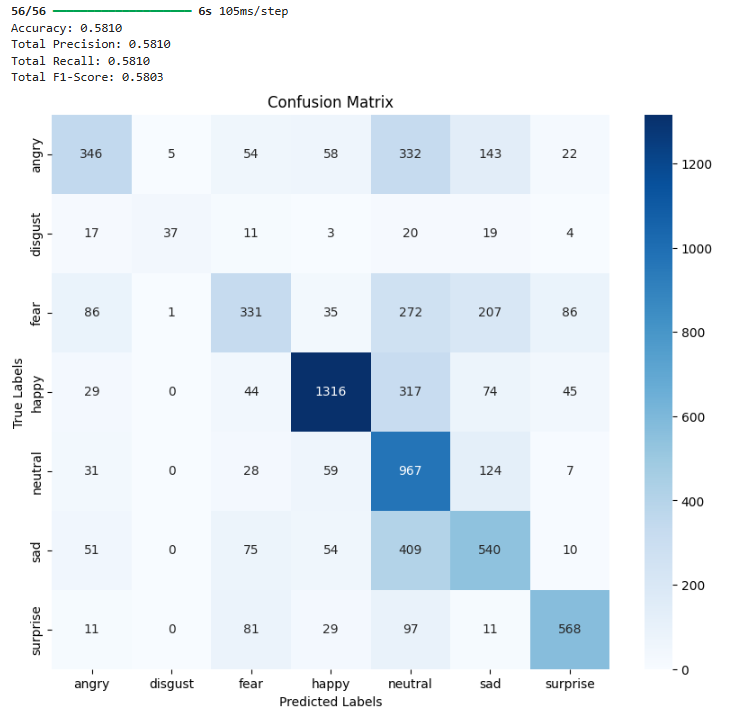 56/56 6s 105ms/step
Accuracy: 0.5810
Total Precision: 0.5810
Total Recall: 0.5810
Total F1-Score: 0.5803
Confusion Matrix
True Labels
angry 346 5 54 58 332 143 22
disgust 17 37 11 3 20 19 4
fear 86 1 331 35 272 207 86
happy 29 0 44 1316 317 74 45
neutral 31 0 28 59 967 124 7
sad 51 0 75 54 409 540 10
surprise 11 0 81 29 97 11 568
angry disgust fear happy neutral sad surprise
Predicted Labels
1200
1000
800
600
400
200
0